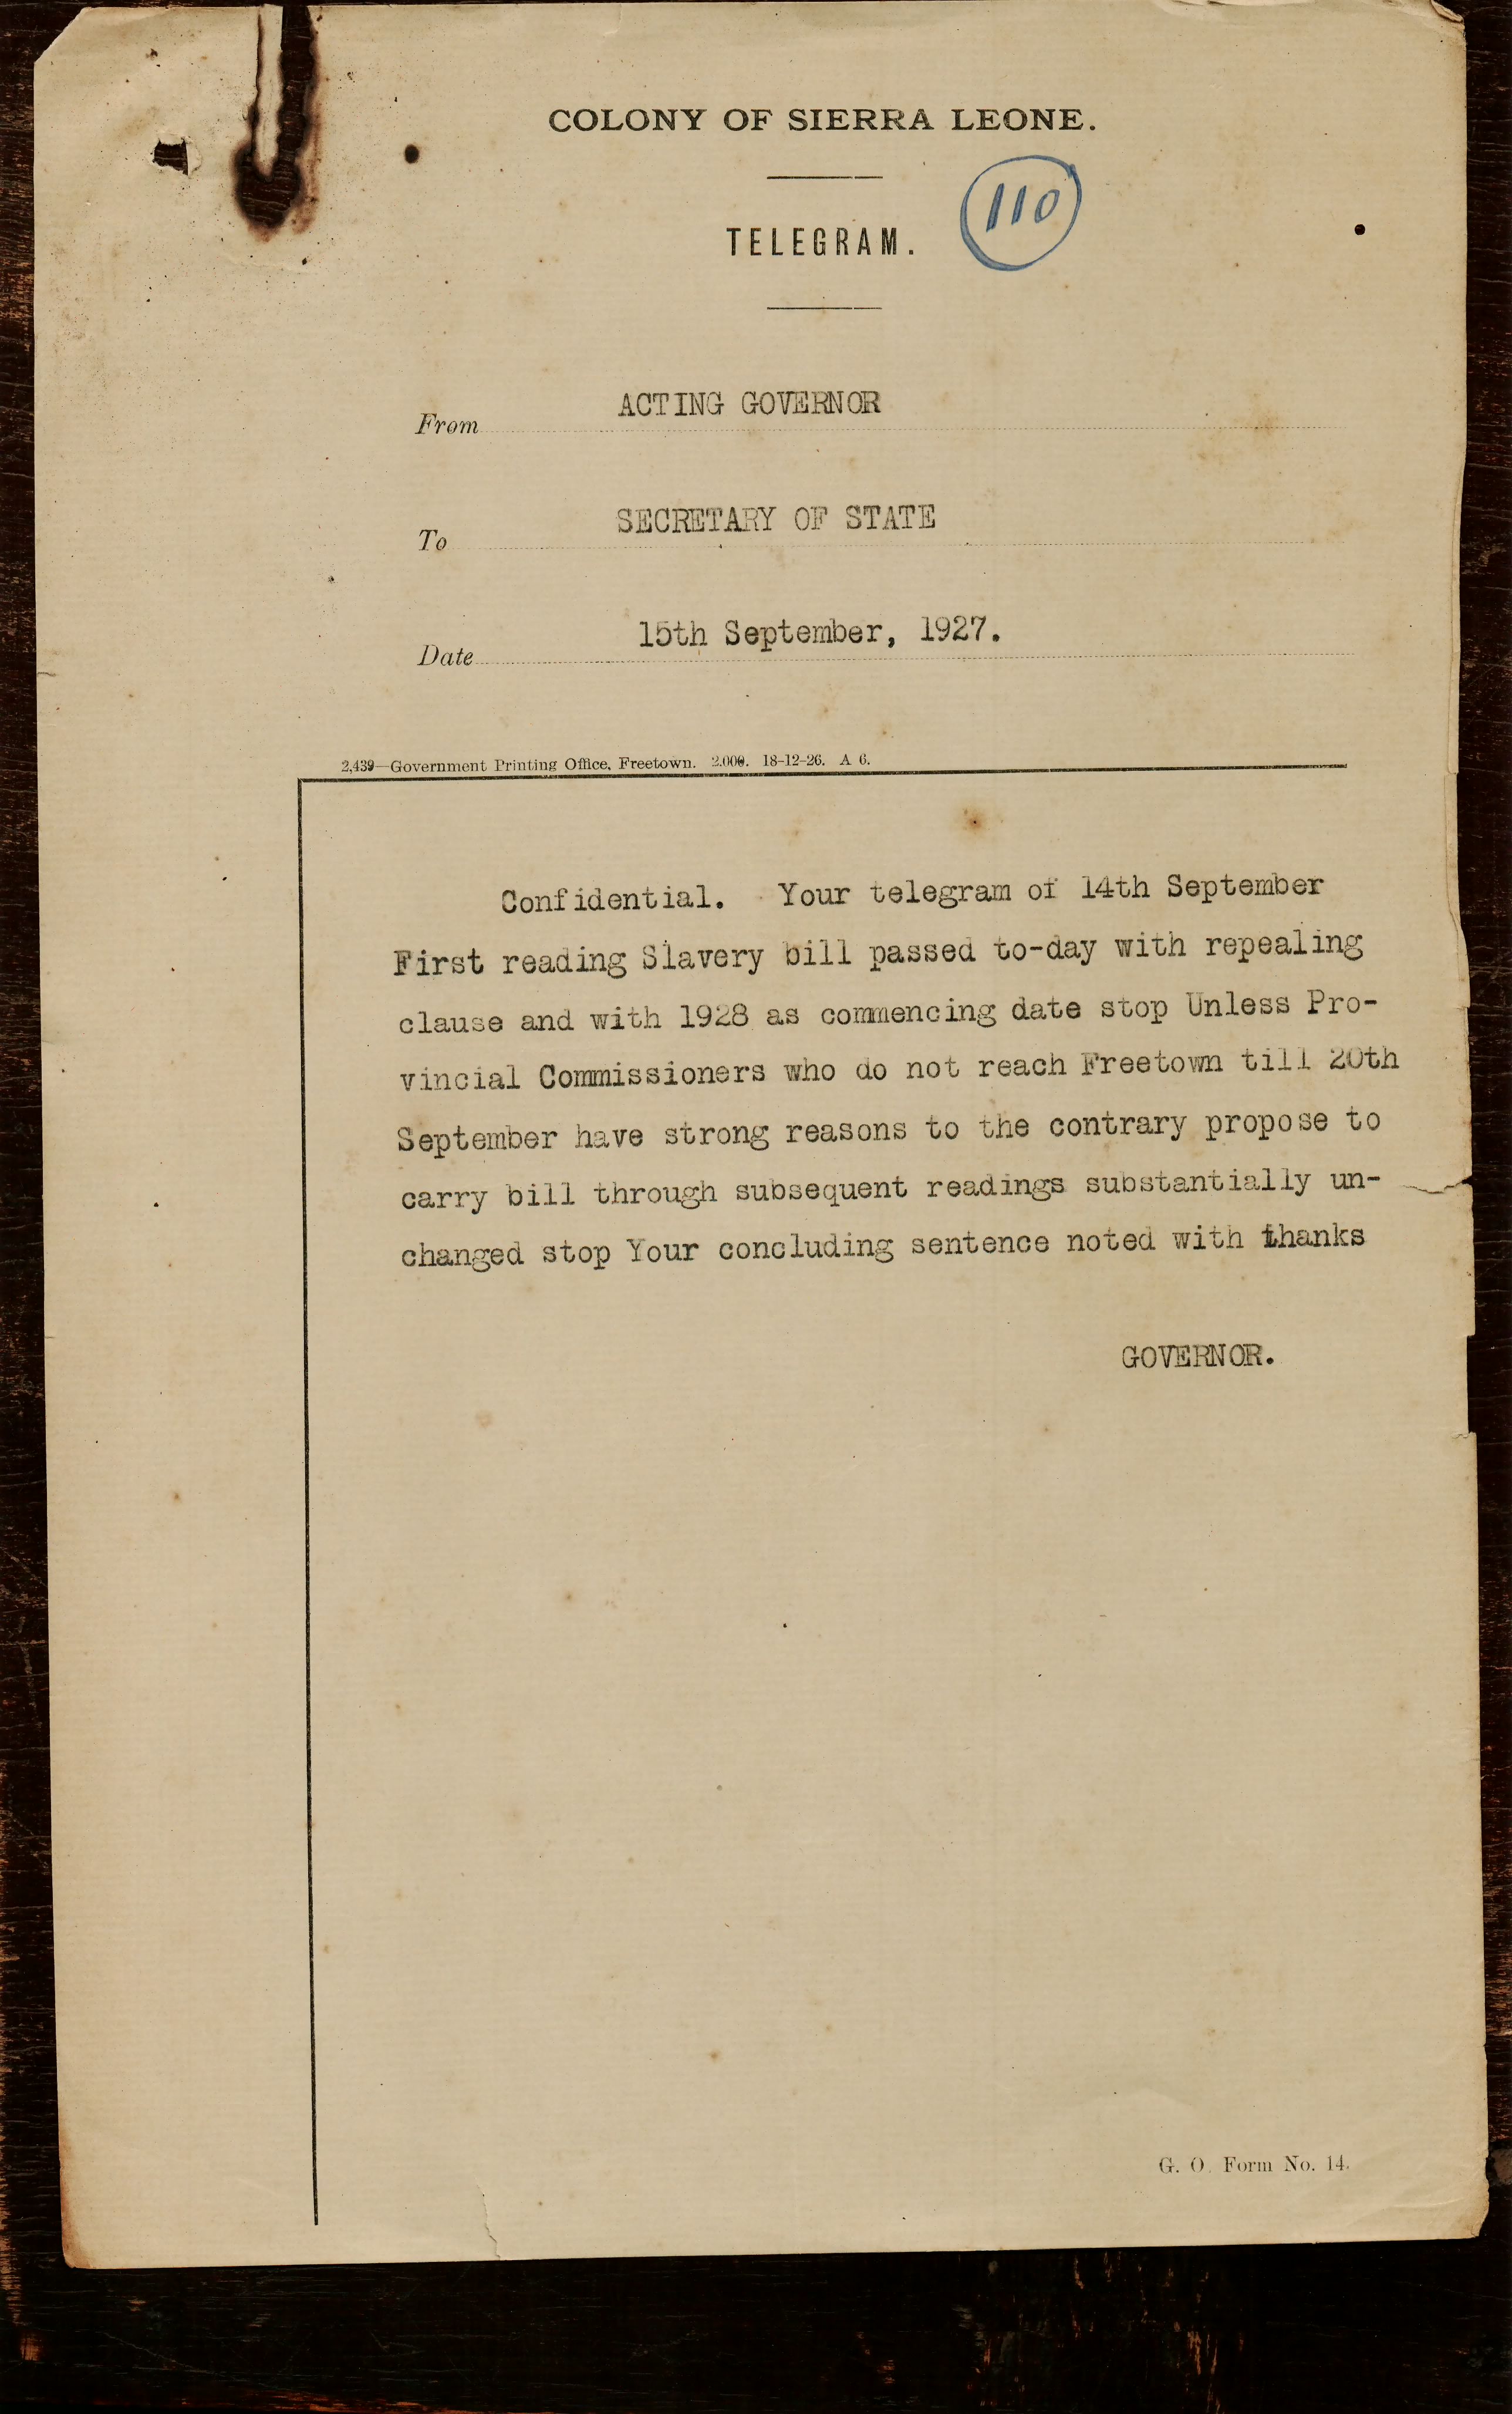 COLONY OF SIERRA LEONE.
110
TELEGRAM.
From ACTING GOVERNOR
To SECRETARY OF STATE
Date 15th September, 1927.
2,439—Government Printing Office, Freetown. 2.000. 18-12-26. A 6.
Confidential. Your telegram of 14th September
First reading Slavery bill passed to-day with repealing
clause and with 1928 as commencing date stop Unless Pro-
vincial Commissioners who do not reach Freetown till 20th
September have strong reasons to the contrary propose to
carry bill through subsequent readings substantially un-
changed stop Your concluding sentence noted with thanks
GOVERNOR.
G. O. Form No. 14.